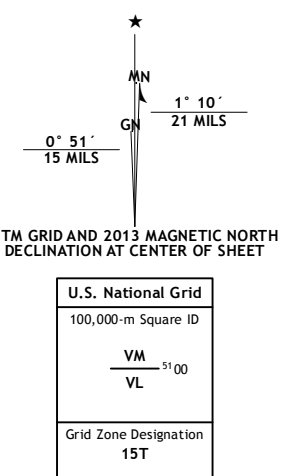 ★
MN
1° 10´
21 MILS
GN
0° 51´
15 MILS
TM GRID AND 2013 MAGNETIC NORTH
DECLINATION AT CENTER OF SHEET
U.S. National Grid
100,000-m Square ID
VM
5100
VL
Grid Zone Designation
15T